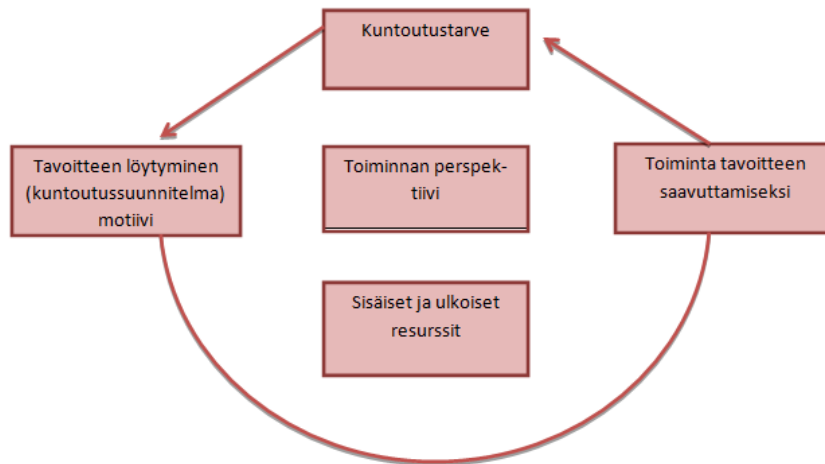 Kuntoutustarve
Tavoitteen löytyminen
(kuntoutussuunnitelma)
motiivi
Toiminnan perspek-
tiivi
Toiminta tavoitteen
saavuttamiseksi
Sisäiset ja ulkoiset
resurssit